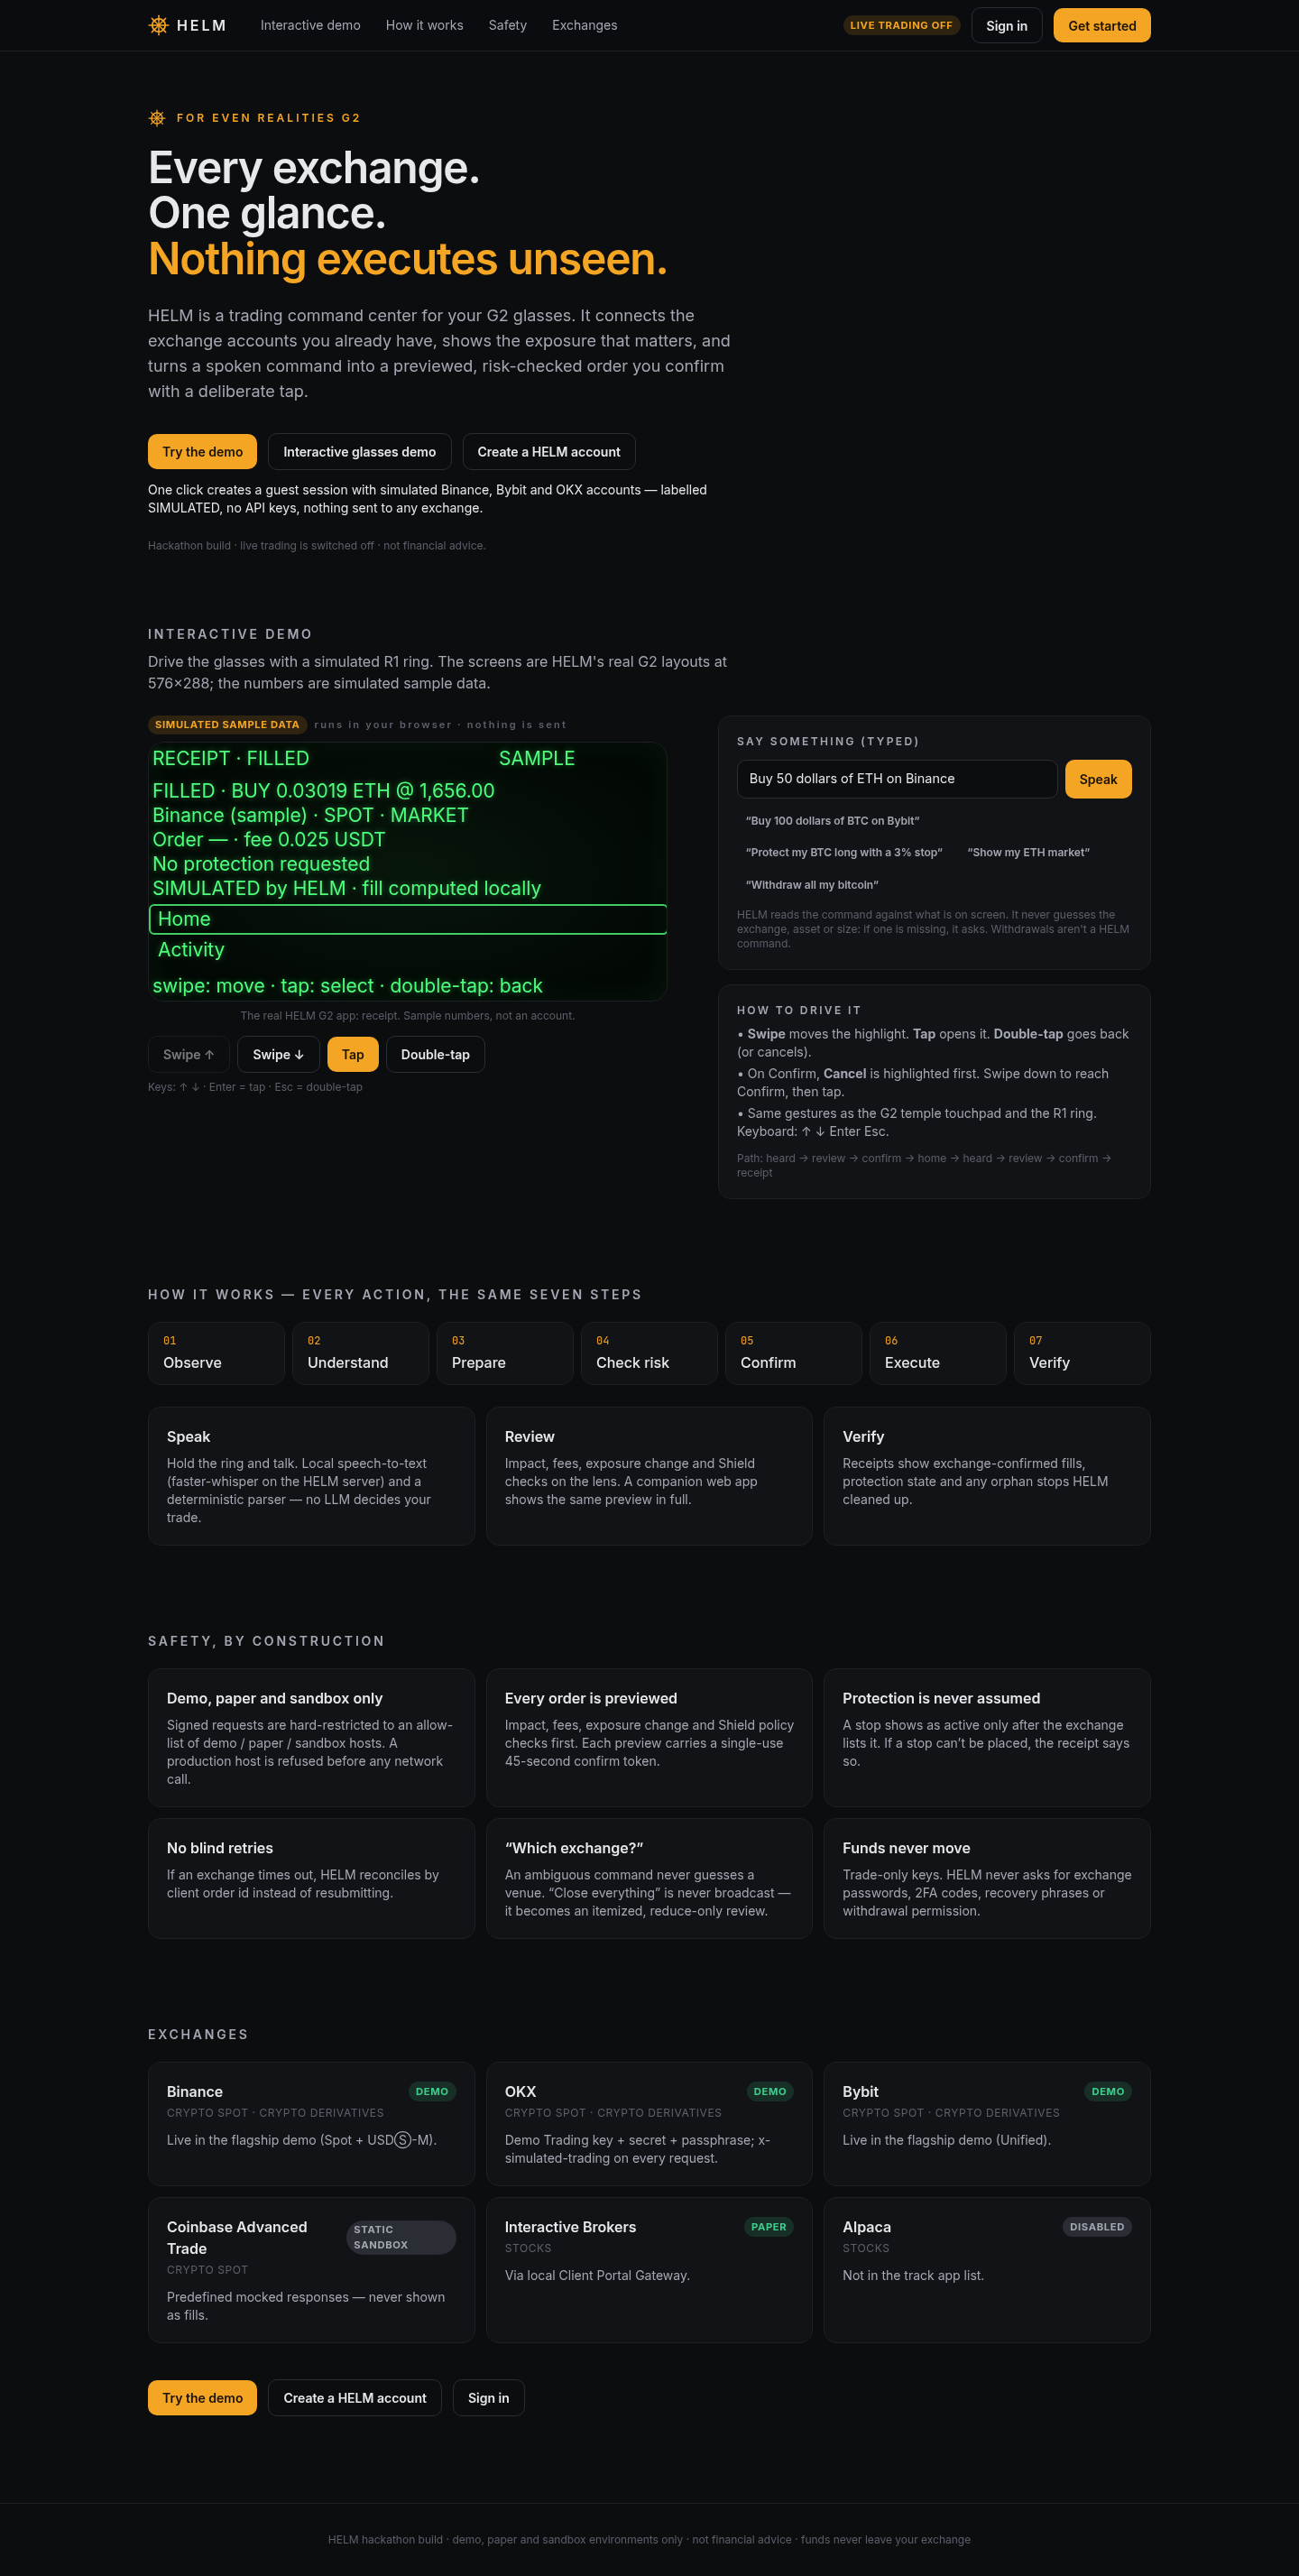 HELM
Interactive demo
How it works
Safety
Exchanges
LIVE TRADING OFF
Sign in
Get started
FOR EVEN REALITIES G2
Every exchange.
One glance.
Nothing executes unseen.
HELM is a trading command center for your G2 glasses. It connects the
exchange accounts you already have, shows the exposure that matters, and
turns a spoken command into a previewed, risk-checked order you confirm
with a deliberate tap.
Try the demo
Interactive glasses demo
Create a HELM account
One click creates a guest session with simulated Binance, Bybit and OKX accounts — labelled
SIMULATED, no API keys, nothing sent to any exchange.
Hackathon build · live trading is switched off · not financial advice.
INTERACTIVE DEMO
Drive the glasses with a simulated R1 ring. The screens are HELM's real G2 layouts at
576×288; the numbers are simulated sample data.
SIMULATED SAMPLE DATA runs in your browser · nothing is sent
RECEIPT · FILLED SAMPLE
FILLED · BUY 0.03019 ETH @ 1,656.00
Binance (sample) · SPOT · MARKET
Order — · fee 0.025 USDT
No protection requested
SIMULATED by HELM · fill computed locally
Home
Activity
swipe: move · tap: select · double-tap: back
The real HELM G2 app: receipt. Sample numbers, not an account.
Swipe ↑
Swipe ↓
Tap
Double-tap
Keys: ↑ ↓ · Enter = tap · Esc = double-tap
SAY SOMETHING (TYPED)
Buy 50 dollars of ETH on Binance
Speak
“Buy 100 dollars of BTC on Bybit”
“Protect my BTC long with a 3% stop” “Show my ETH market”
“Withdraw all my bitcoin”
HELM reads the command against what is on screen. It never guesses the
exchange, asset or size: if one is missing, it asks. Withdrawals aren't a HELM
command.
HOW TO DRIVE IT
• Swipe moves the highlight. Tap opens it. Double-tap goes back
(or cancels).
• On Confirm, Cancel is highlighted first. Swipe down to reach
Confirm, then tap.
• Same gestures as the G2 temple touchpad and the R1 ring.
Keyboard: ↑ ↓ Enter Esc.
Path: heard → review → confirm → home → heard → review → confirm →
receipt
HOW IT WORKS — EVERY ACTION, THE SAME SEVEN STEPS
01
Observe
02
Understand
03
Prepare
04
Check risk
05
Confirm
06
Execute
07
Verify
Speak
Hold the ring and talk. Local speech-to-text
(faster-whisper on the HELM server) and a
deterministic parser — no LLM decides your
trade.
Review
Impact, fees, exposure change and Shield
checks on the lens. A companion web app
shows the same preview in full.
Verify
Receipts show exchange-confirmed fills,
protection state and any orphan stops HELM
cleaned up.
SAFETY, BY CONSTRUCTION
Demo, paper and sandbox only
Signed requests are hard-restricted to an allow-
list of demo / paper / sandbox hosts. A
production host is refused before any network
call.
Every order is previewed
Impact, fees, exposure change and Shield policy
checks first. Each preview carries a single-use
45-second confirm token.
Protection is never assumed
A stop shows as active only after the exchange
lists it. If a stop can’t be placed, the receipt says
so.
No blind retries
If an exchange times out, HELM reconciles by
client order id instead of resubmitting.
“Which exchange?”
An ambiguous command never guesses a
venue. “Close everything” is never broadcast —
it becomes an itemized, reduce-only review.
Funds never move
Trade-only keys. HELM never asks for exchange
passwords, 2FA codes, recovery phrases or
withdrawal permission.
EXCHANGES
Binance
DEMO
CRYPTO SPOT · CRYPTO DERIVATIVES
Live in the flagship demo (Spot + USDⓈ-M).
OKX
DEMO
CRYPTO SPOT · CRYPTO DERIVATIVES
Demo Trading key + secret + passphrase; x-
simulated-trading on every request.
Bybit
DEMO
CRYPTO SPOT · CRYPTO DERIVATIVES
Live in the flagship demo (Unified).
Coinbase Advanced
Trade
STATIC
SANDBOX
CRYPTO SPOT
Predefined mocked responses — never shown
as fills.
Interactive Brokers
PAPER
STOCKS
Via local Client Portal Gateway.
Alpaca
DISABLED
STOCKS
Not in the track app list.
Try the demo
Create a HELM account
Sign in
HELM hackathon build · demo, paper and sandbox environments only · not financial advice · funds never leave your exchange